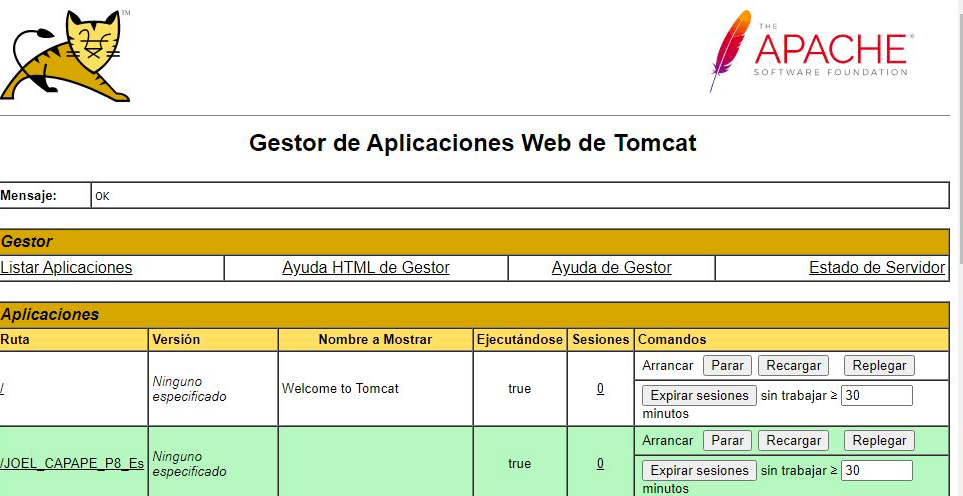 TM
THE
APACHE®
SOFTWARE FOUNDATION
Gestor de Aplicaciones Web de Tomcat
Mensaje: OK
Gestor
Listar Aplicaciones Ayuda HTML de Gestor Ayuda de Gestor Estado de Servidor
Aplicaciones
Ruta Versión Nombre a Mostrar Ejecutándose Sesiones Comandos
/ Ninguno especificado Welcome to Tomcat true 0 Arrancar Parar Recargar Replegar
Expirar sesiones sin trabajar ≥ 30
minutos
/JOEL_CAPAPE_P8_Es Ninguno especificado true 0 Arrancar Parar Recargar Replegar
Expirar sesiones sin trabajar ≥ 30
minutos